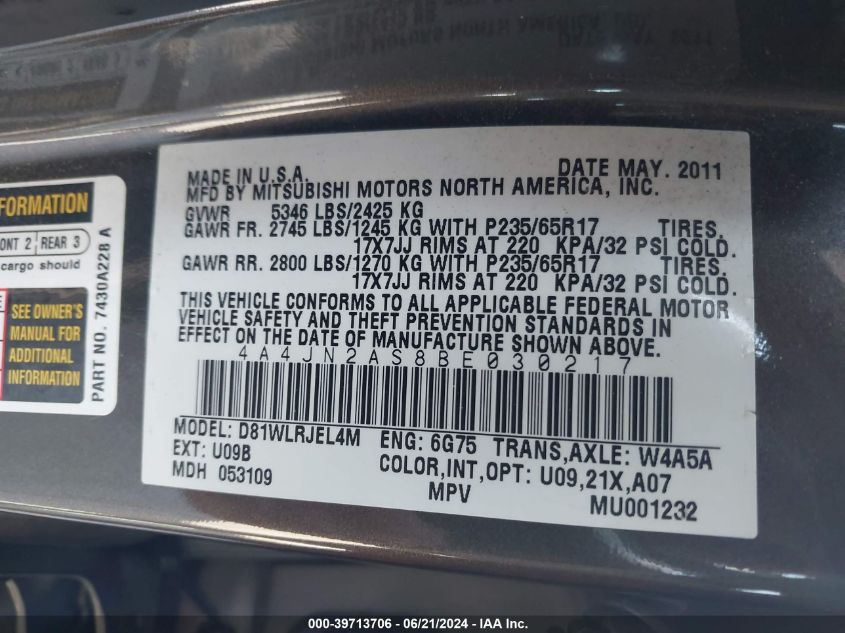 MADE IN U.S.A. DATE MAY. 2011
MFD BY MITSUBISHI MOTORS NORTH AMERICA, INC.
GVWR 5346 LBS/2425 KG
GAWR FR. 2745 LBS/1245 KG WITH P235/65R17 TIRES.
17X7JJ RIMS AT 220 KPA/32 PSI COLD.
GAWR RR. 2800 LBS/1270 KG WITH P235/65R17 TIRES.
17X7JJ RIMS AT 220 KPA/32 PSI COLD.
THIS VEHICLE CONFORMS TO ALL APPLICABLE FEDERAL MOTOR
VEHICLE SAFETY AND THEFT PREVENTION STANDARDS IN
EFFECT ON THE DATE OF MANUFACTURE SHOWN ABOVE.
4A4JN2AS8BE030217
MODEL: D81WLRJEL4M ENG: 6G75 TRANS,AXLE: W4A5A
EXT: U09B COLOR,INT,OPT: U09,21X,A07
MDH 053109 MPV MU001232
FORMATION
ONT 2 REAR 3
cargo should
SEE OWNER'S
MANUAL FOR
ADDITIONAL
INFORMATION
PART NO. 7430A228 A
000-39713706 - 06/21/2024 - IAA Inc.